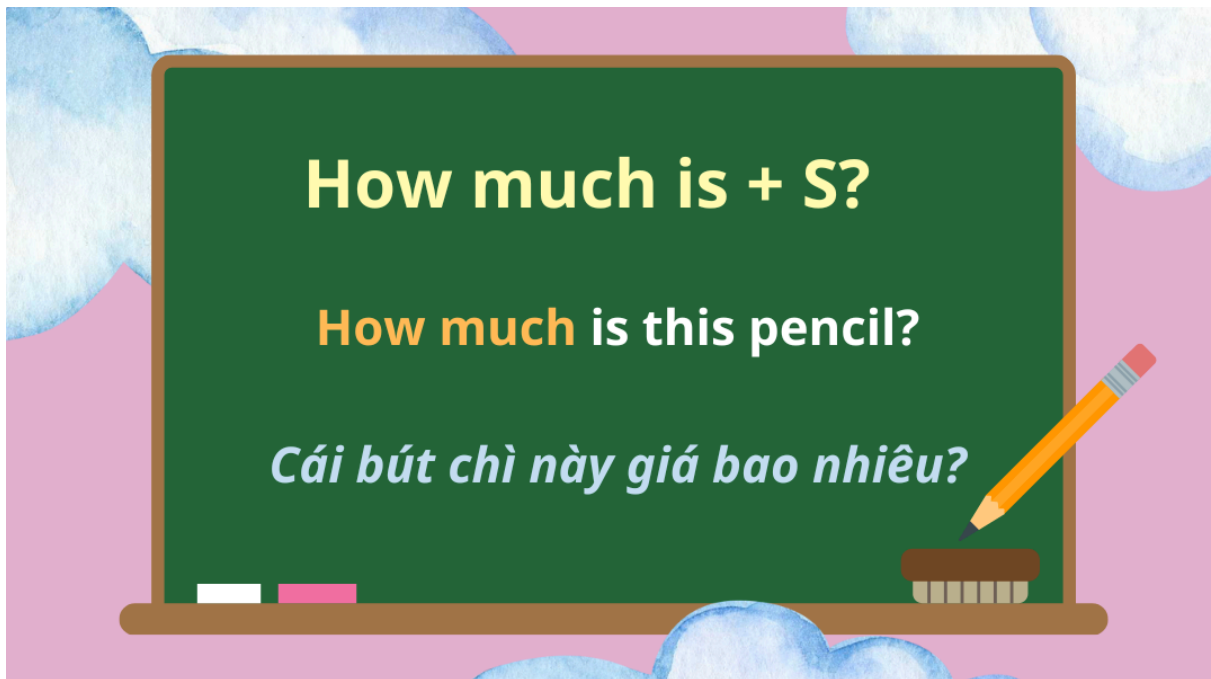 How much is + S?
How much is this pencil?
Cái bút chì này giá bao nhiêu?